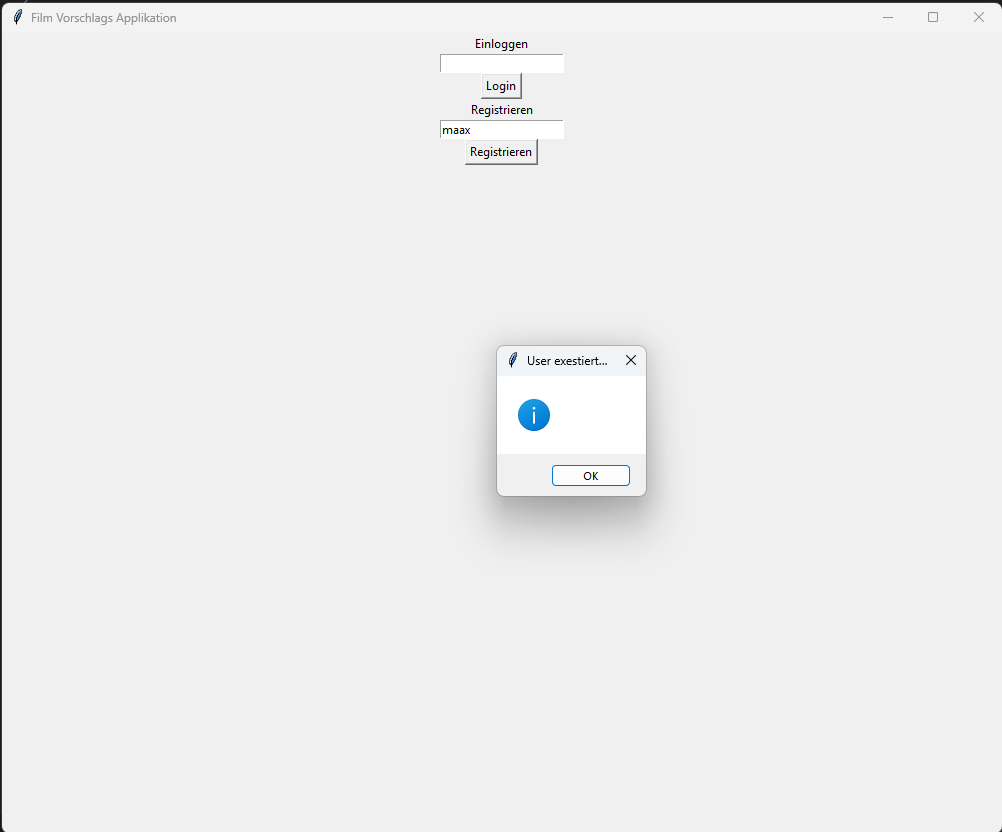 Film Vorschlags Applikation
Einloggen
Login
Registrieren
maax
Registrieren
User exestiert...
OK